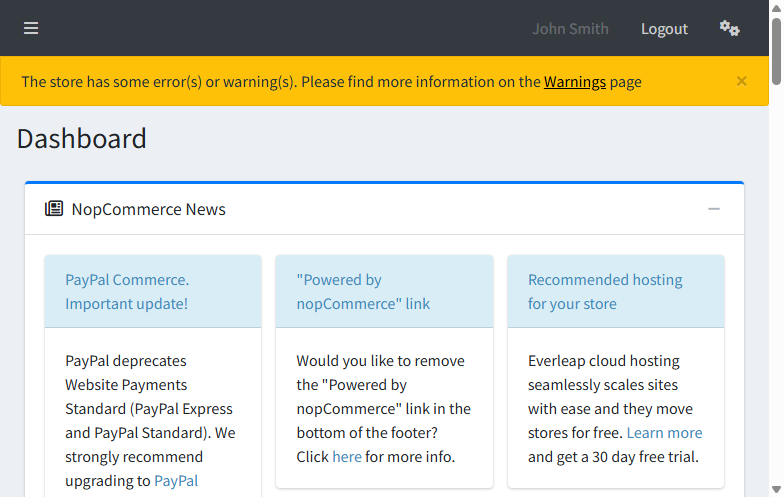 John Smith Logout
The store has some error(s) or warning(s). Please find more information on the Warnings page ×
Dashboard
NopCommerce News
PayPal Commerce.
Important update!
PayPal deprecates
Website Payments
Standard (PayPal Express
and PayPal Standard). We
strongly recommend
upgrading to PayPal
"Powered by
nopCommerce" link
Would you like to remove
the "Powered by
nopCommerce" link in the
bottom of the footer?
Click here for more info.
Recommended hosting
for your store
Everleap cloud hosting
seamlessly scales sites
with ease and they move
stores for free. Learn more
and get a 30 day free trial.